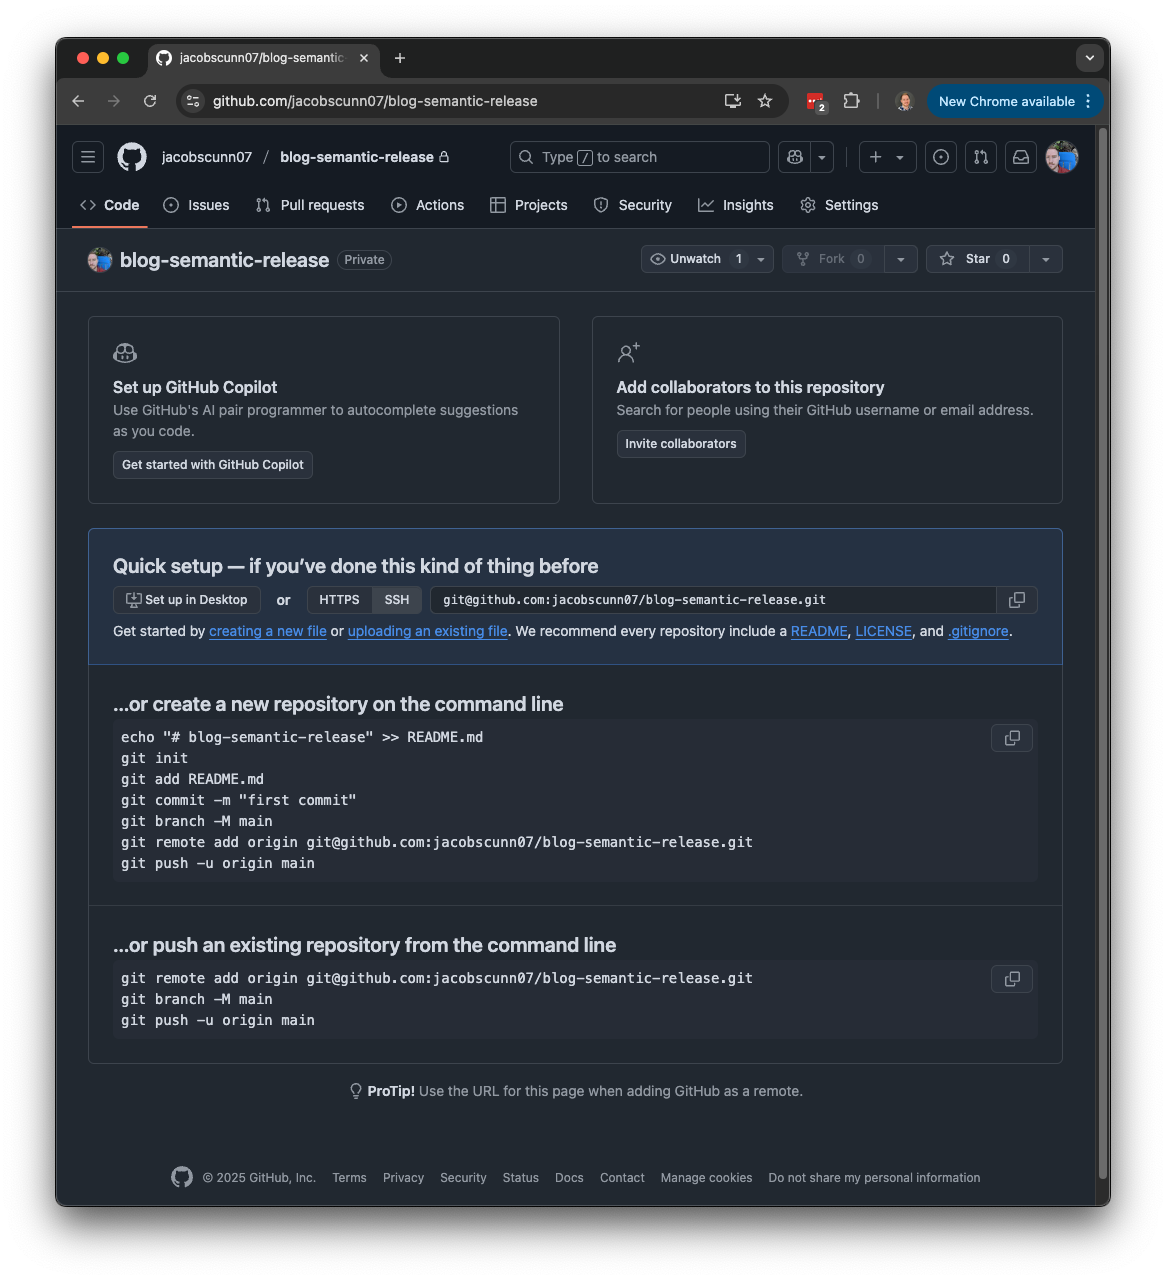 jacobscunn07/blog-semantic-
github.com/jacobscunn07/blog-semantic-release
2
New Chrome available
jacobscunn07 / blog-semantic-release
Type / to search
Code
Issues
Pull requests
Actions
Projects
Security
Insights
Settings
blog-semantic-release Private
Unwatch 1
Fork 0
Star 0
Set up GitHub Copilot
Use GitHub's AI pair programmer to autocomplete suggestions
as you code.
Get started with GitHub Copilot
Add collaborators to this repository
Search for people using their GitHub username or email address.
Invite collaborators
Quick setup — if you’ve done this kind of thing before
Set up in Desktop or HTTPS SSH git@github.com:jacobscunn07/blog-semantic-release.git
Get started by creating a new file or uploading an existing file. We recommend every repository include a README, LICENSE, and .gitignore.
…or create a new repository on the command line
echo "# blog-semantic-release" >> README.md
git init
git add README.md
git commit -m "first commit"
git branch -M main
git remote add origin git@github.com:jacobscunn07/blog-semantic-release.git
git push -u origin main
…or push an existing repository from the command line
git remote add origin git@github.com:jacobscunn07/blog-semantic-release.git
git branch -M main
git push -u origin main
ProTip! Use the URL for this page when adding GitHub as a remote.
© 2025 GitHub, Inc. Terms Privacy Security Status Docs Contact Manage cookies Do not share my personal information